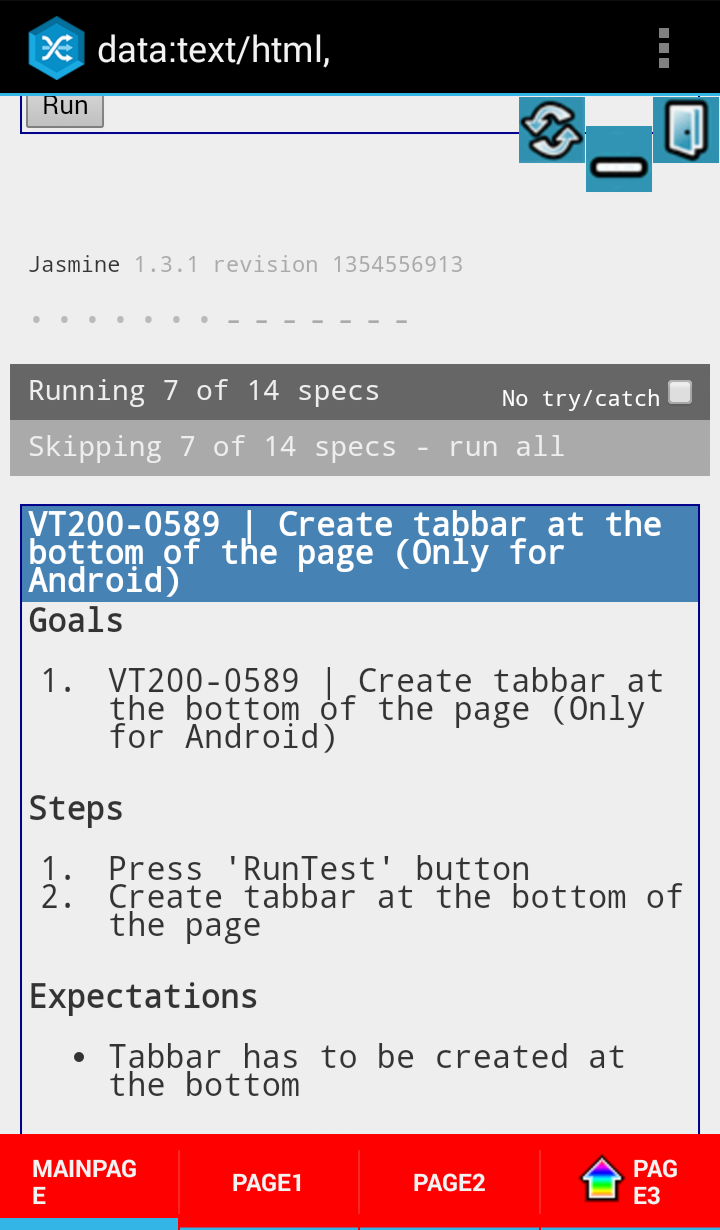 data:text/html,
Run
Jasmine 1.3.1 revision 1354556913
• • • • • • • - - - - - - -
Running 7 of 14 specs
No try/catch
Skipping 7 of 14 specs - run all
VT200-0589 | Create tabbar at the
bottom of the page (Only for
Android)
Goals
1. VT200-0589 | Create tabbar at
the bottom of the page (Only
for Android)
Steps
1. Press 'RunTest' button
2. Create tabbar at the bottom of
the page
Expectations
• Tabbar has to be created at
the bottom
MAINPAG
E
PAGE1
PAGE2
PAG
E3